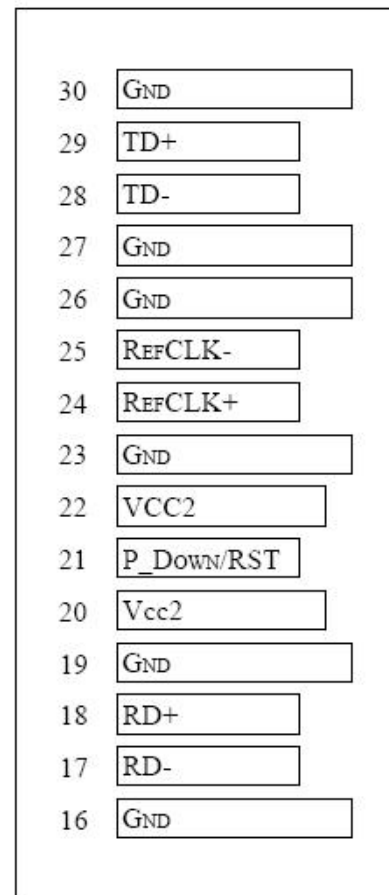 30 GND
29 TD+
28 TD-
27 GND
26 GND
25 REFCLK-
24 REFCLK+
23 GND
22 VCC2
21 P_DOWN/RST
20 Vcc2
19 GND
18 RD+
17 RD-
16 GND